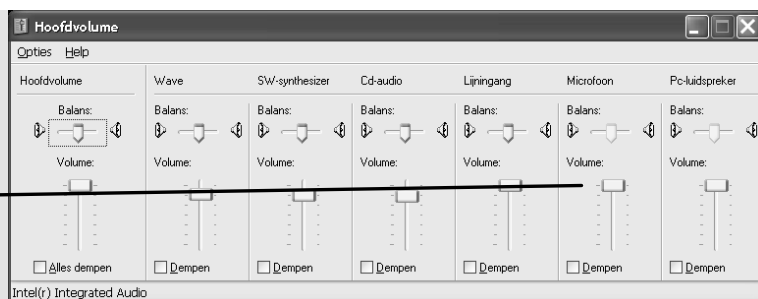 Hoofdvolume
Opties Help
Hoofdvolume Wave SW-synthesizer Cd-audio Lijningang Microfoon Pc-luidspreker
Balans: Balans: Balans: Balans: Balans: Balans: Balans:
Volume: Volume: Volume: Volume: Volume: Volume: Volume:
Alles dempen Dempen Dempen Dempen Dempen Dempen Dempen
Intel(r) Integrated Audio